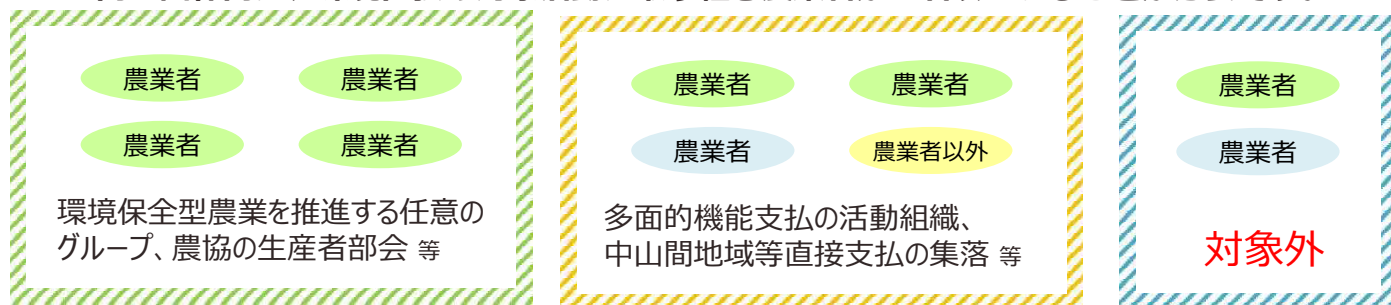 農業者 農業者
農業者 農業者
環境保全型農業を推進する任意の
グループ、農協の生産者部会 等
農業者 農業者
農業者 農業者以外
多面的機能支払の活動組織、
中山間地域等直接支払の集落 等
農業者
農業者
対象外